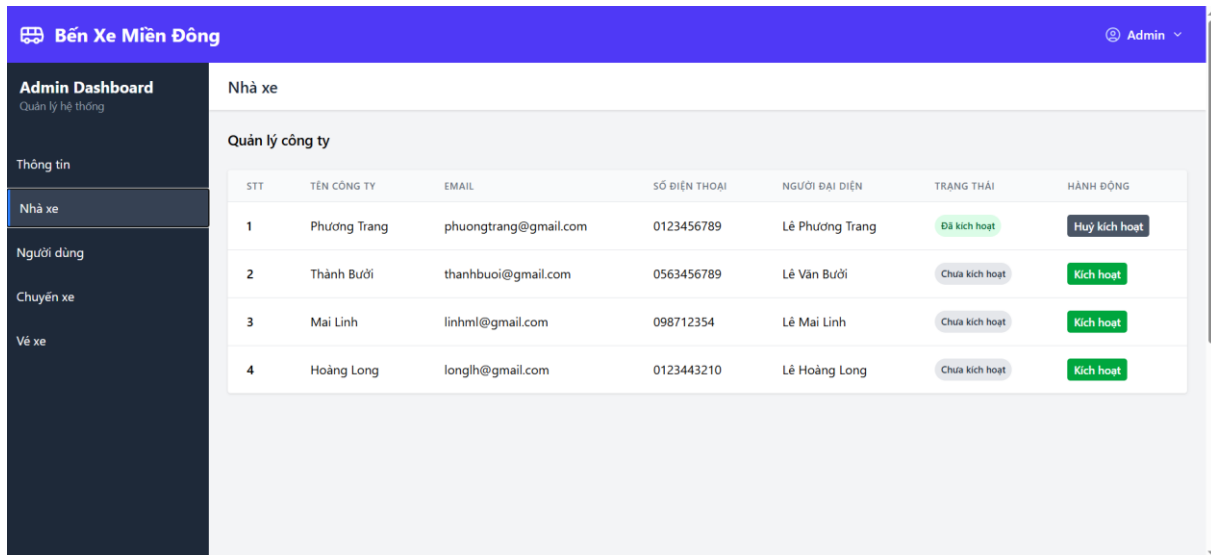 Bến Xe Miền Đông
Admin
Admin Dashboard
Quản lý hệ thống
Thông tin
Nhà xe
Người dùng
Chuyến xe
Vé xe
Nhà xe
Quản lý công ty
STT TÊN CÔNG TY EMAIL SỐ ĐIỆN THOẠI NGƯỜI ĐẠI DIỆN TRẠNG THÁI HÀNH ĐỘNG
1 Phương Trang phuongtrang@gmail.com 0123456789 Lê Phương Trang Đã kích hoạt Huỷ kích hoạt
2 Thành Bưởi thanhbuoi@gmail.com 0563456789 Lê Văn Bưởi Chưa kích hoạt Kích hoạt
3 Mai Linh linhml@gmail.com 098712354 Lê Mai Linh Chưa kích hoạt Kích hoạt
4 Hoàng Long longlh@gmail.com 0123443210 Lê Hoàng Long Chưa kích hoạt Kích hoạt